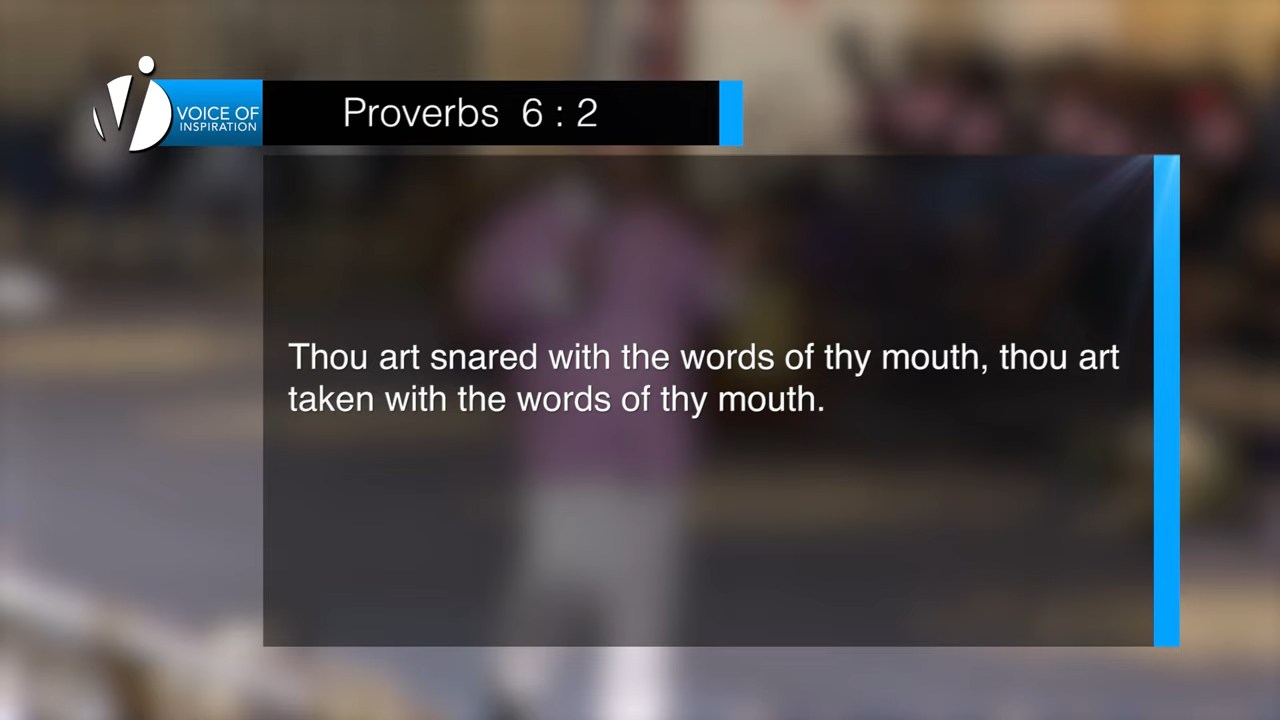 VOICE OF
INSPIRATION
Proverbs 6 : 2
Thou art snared with the words of thy mouth, thou art
taken with the words of thy mouth.